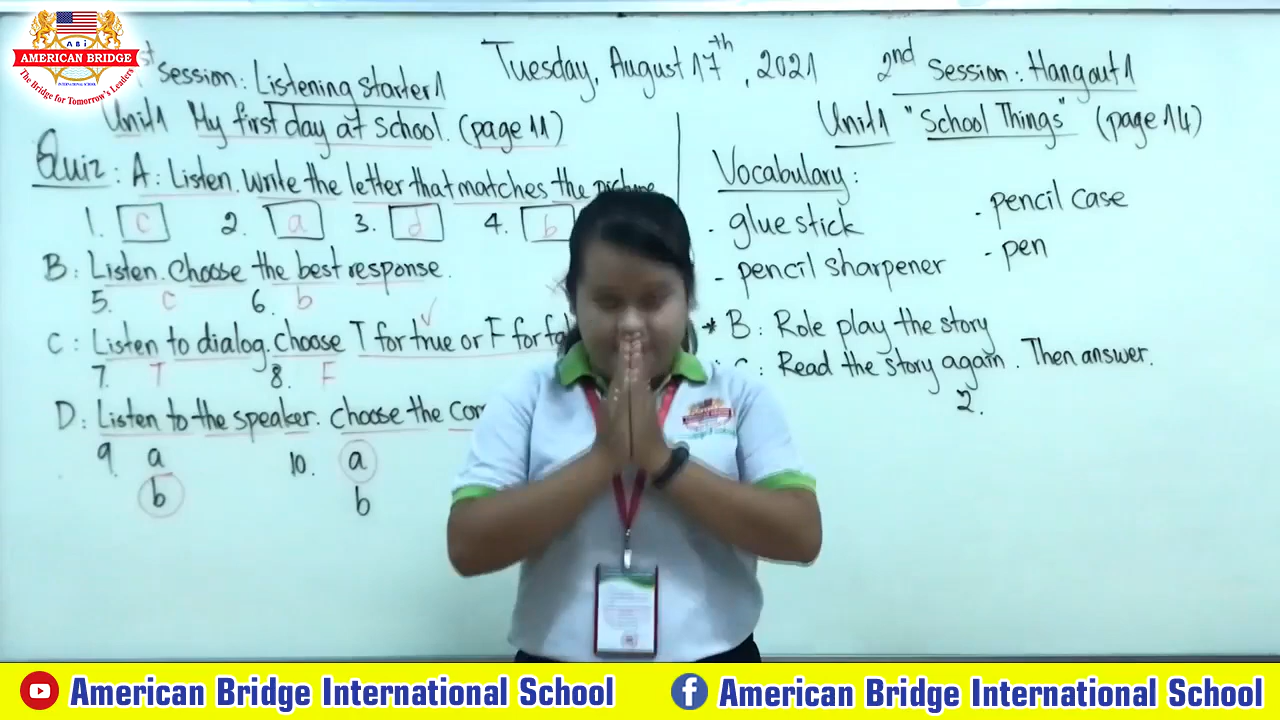 ABi
AMERICAN BRIDGE
INTERNATIONAL SCHOOL
The Bridge for Tomorrow's Leaders
Tuesday, August 17th, 2021
st Session: Listening starter 1
Unit 1 My first day at school. (page 11)
Quiz: A: Listen. Write the letter that matches the picture
1. c 2. a 3. d 4. b
B: Listen. Choose the best response.
5. c 6. b
C: Listen to dialog. choose T for true or F for
7. T 8. F
D: Listen to the speaker. choose the
9. a 10. a
b b
2nd Session: Hangout 1
Unit 1 "School Things" (page 14)
Vocabulary:
- glue stick - pencil case
- pencil sharpener - pen
* B: Role play the story
: Read the story again. Then answer.
2.
American Bridge International School
American Bridge International School